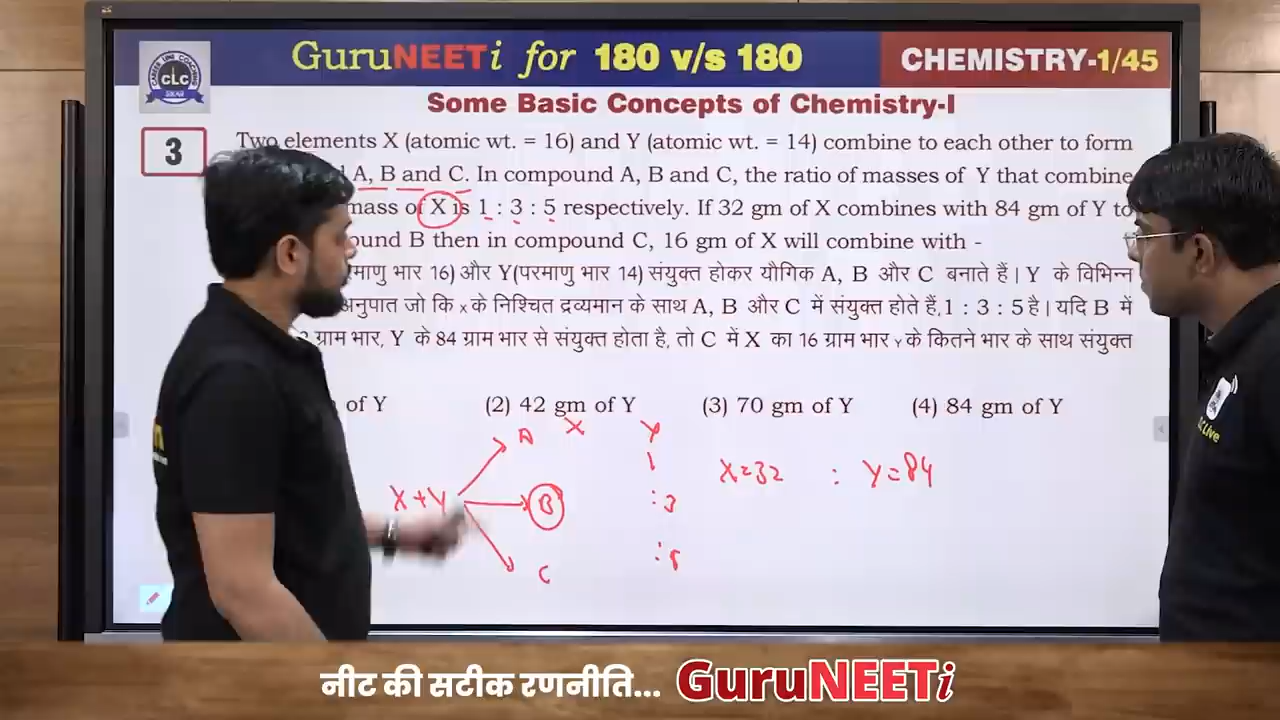 GuruNEETi for 180 v/s 180
CHEMISTRY-1/45
CLC
SIKAR
Some Basic Concepts of Chemistry-I
3
Two elements X (atomic wt. = 16) and Y (atomic wt. = 14) combine to each other to form
A, B and C. In compound A, B and C, the ratio of masses of Y that combine
mass of X is 1 : 3 : 5 respectively. If 32 gm of X combines with 84 gm of Y to
B then in compound C, 16 gm of X will combine with -
16) और Y(परमाणु भार 14) संयुक्त होकर यौगिक A, B और C बनाते हैं। Y के विभिन्न
अनुपात जो कि x के निश्चित द्रव्यमान के साथ A, B और C में संयुक्त होते हैं,1 : 3 : 5 है। यदि B में
ग्राम भार, Y के 84 ग्राम भार से संयुक्त होता है, तो C में X का 16 ग्राम भार Y के कितने भार के साथ संयुक्त
of Y
(2) 42 gm of Y
(3) 70 gm of Y
(4) 84 gm of Y
A X Y
1
X=32 : Y=84
X+Y B : 3
C : 5
Live
नीट की सटीक रणनीति... GuruNEETi